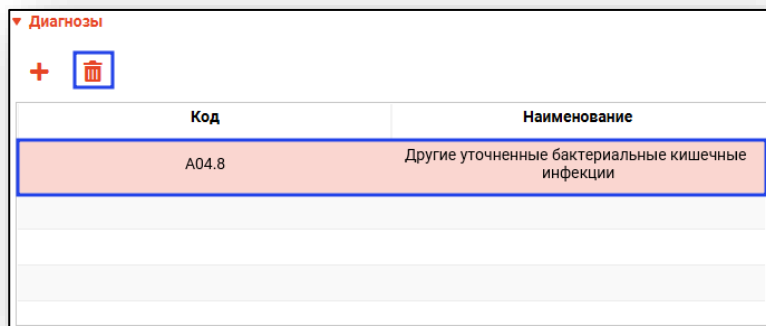 Диагнозы
Код Наименование
A04.8 Другие уточненные бактериальные кишечные
инфекции